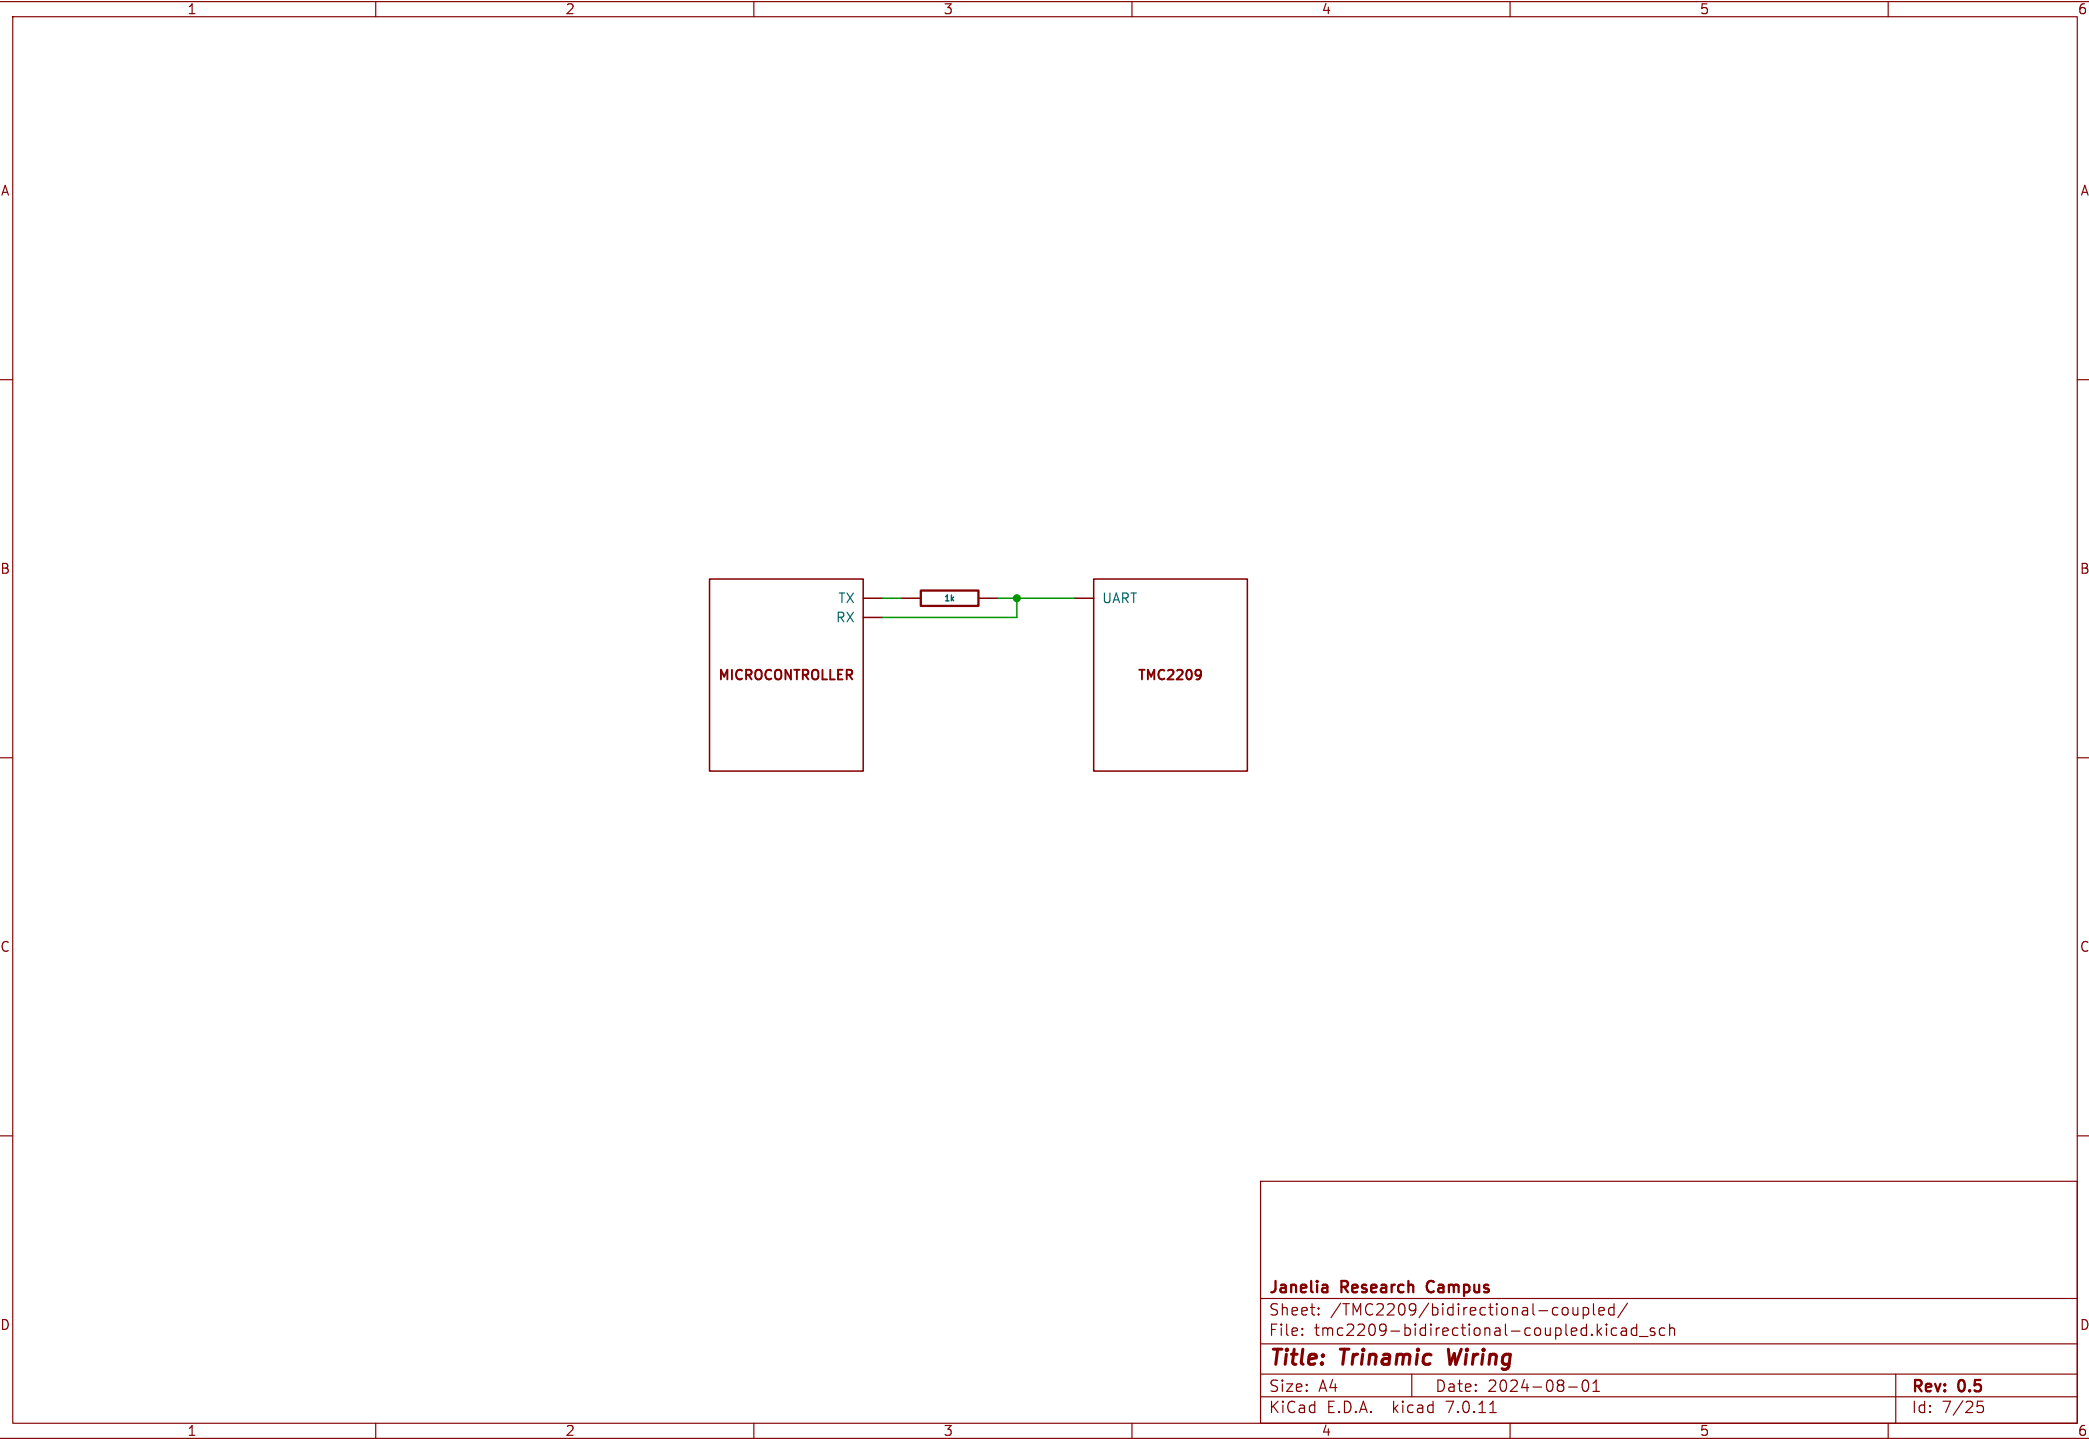 1 2 3 4 5 6
A A
TX 1k UART
RX
B B
MICROCONTROLLER TMC2209
C C
Janelia Research Campus
Sheet: /TMC2209/bidirectional-coupled/
D D
File: tmc2209-bidirectional-coupled.kicad_sch
Title: Trinamic Wiring
Size: A4 Date: 2024-08-01 Rev: 0.5
KiCad E.D.A. kicad 7.0.11 Id: 7/25
1 2 3 4 5 6